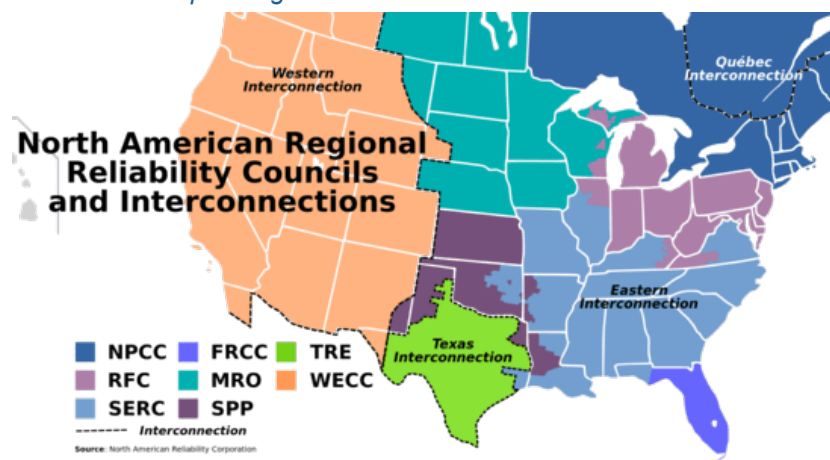 Québec
Interconnection
Western
Interconnection
North American Regional
Reliability Councils
and Interconnections
Eastern
Interconnection
Texas
Interconnection
NPCC FRCC TRE
RFC MRO WECC
SERC SPP
Interconnection
Source: North American Reliability Corporation